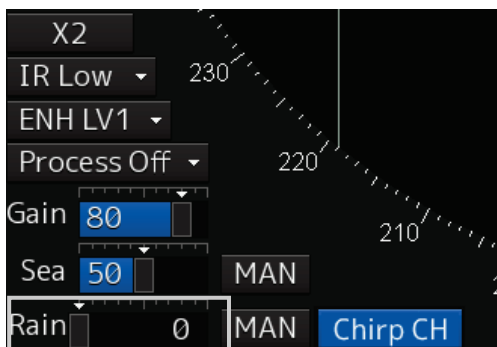 X2
IR Low
230
ENH LV1
Process Off
220
Gain 80
210
Sea 50 MAN
Rain 0 MAN Chirp CH